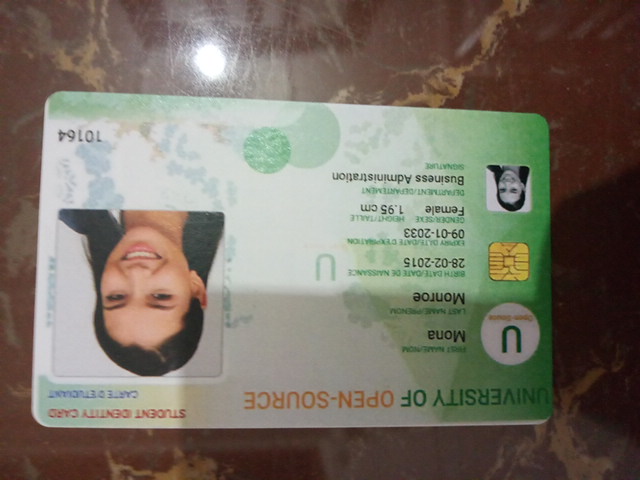 UNIVERSITY OF OPEN-SOURCE
STUDENT IDENTITY CARD
CARTE D'ETUDIANT
U
Open Source
FIRST NAME/NOM
Mona
LAST NAME/PRENOM
Monroe
BIRTH DATE/DATE DE NAISSANCE
28-02-2015
EXPIRY DATE/DATE D'EXPIRATION
09-01-2033
GENDER/SEXE HEIGHT/TAILLE
Female 1.95 cm
DEPARTMENT/DEPARTEMENT
Business Administration
SIGNATURE
U
10164